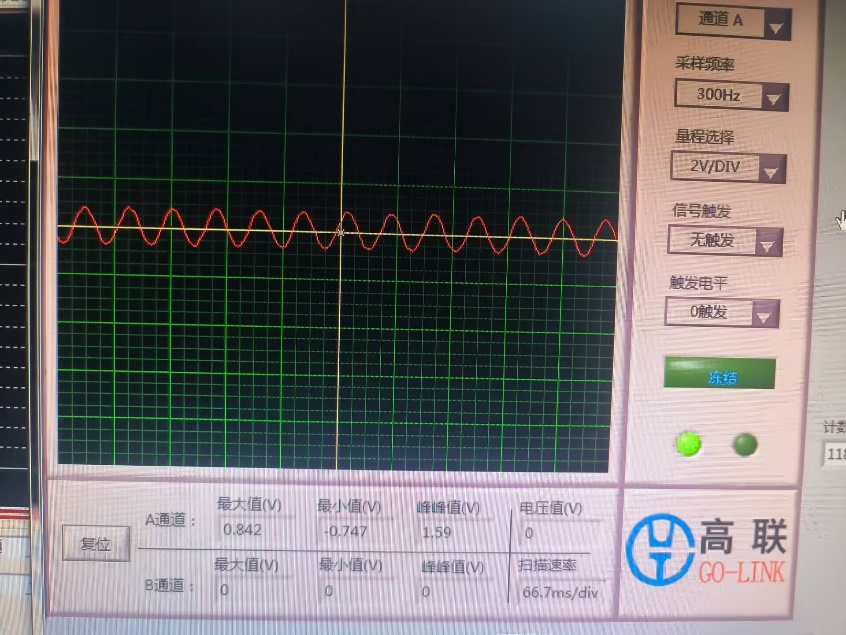 通道 A
采样频率
300Hz
量程选择
2V/DIV
信号触发
无触发
触发电平
0触发
冻结
计数
118
复位
A通道：
最大值(V)
最小值(V)
峰峰值(V)
电压值(V)
0.842
-0.747
1.59
0
B通道：
最大值(V)
最小值(V)
峰峰值(V)
扫描速率
0
0
0
66.7ms/div
高 联
GO-LINK